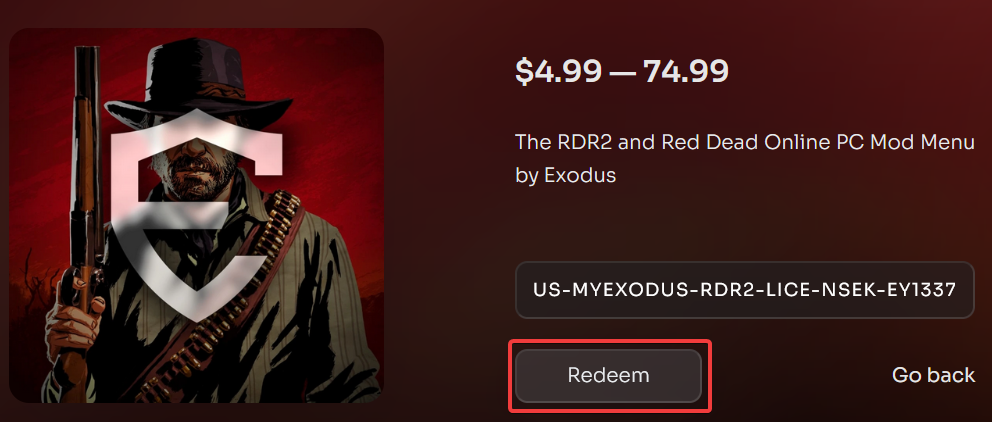 $4.99 — 74.99
The RDR2 and Red Dead Online PC Mod Menu
by Exodus
US-MYEXODUS-RDR2-LICE-NSEK-EY1337
Redeem
Go back